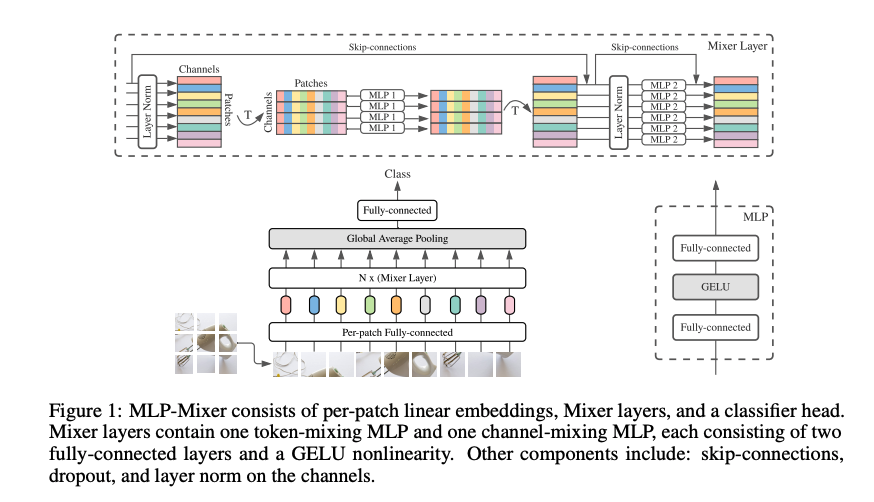 Skip-connections
Skip-connections
Mixer Layer
Channels
Layer Norm
Patches
T
Patches
Channels
MLP 1
MLP 1
MLP 1
MLP 1
T
Layer Norm
MLP 2
MLP 2
MLP 2
MLP 2
MLP 2
MLP 2
Class
Fully-connected
Global Average Pooling
N x (Mixer Layer)
Per-patch Fully-connected
MLP
Fully-connected
GELU
Fully-connected
Figure 1: MLP-Mixer consists of per-patch linear embeddings, Mixer layers, and a classifier head.
Mixer layers contain one token-mixing MLP and one channel-mixing MLP, each consisting of two
fully-connected layers and a GELU nonlinearity. Other components include: skip-connections,
dropout, and layer norm on the channels.